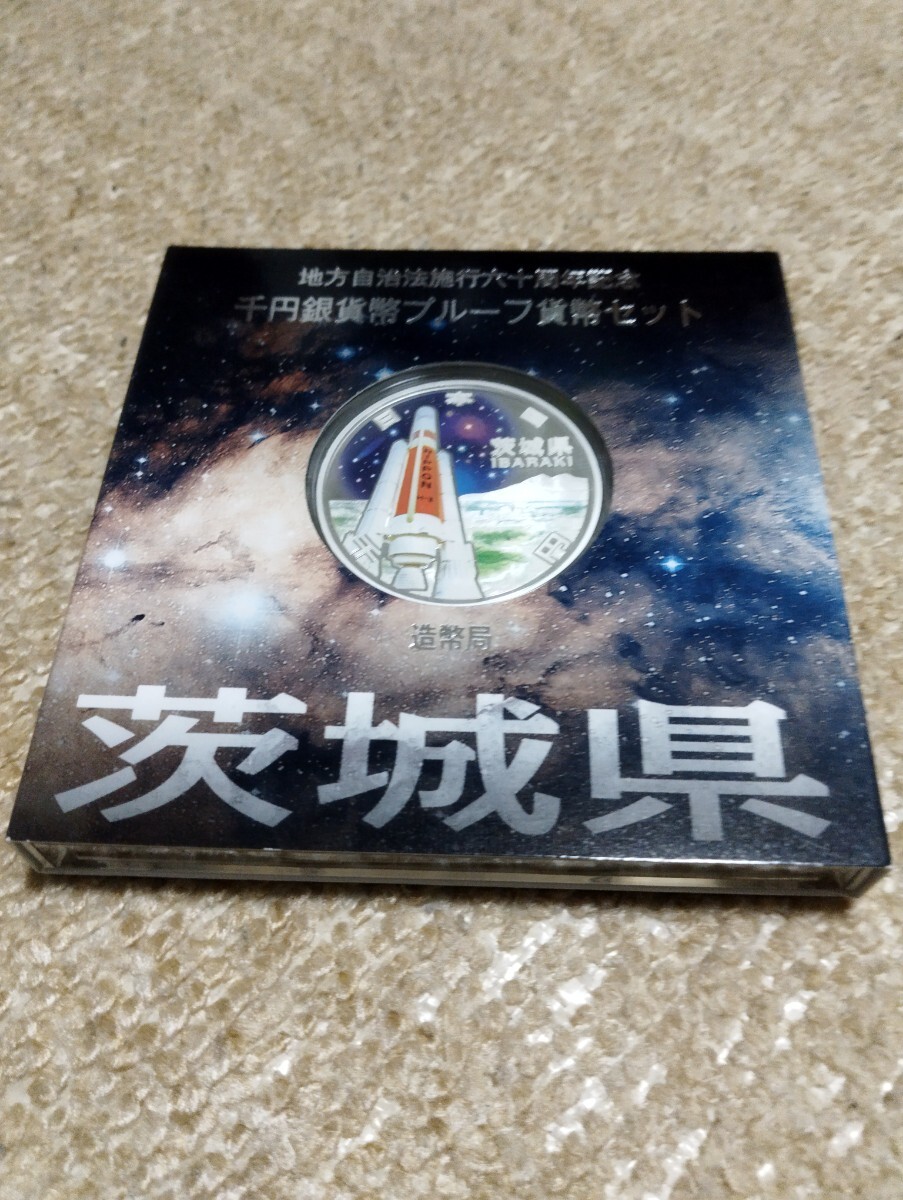 地方自治法施行六十周年記念
千円銀貨幣プルーフ貨幣セット
日本国
茨城県
IBARAKI
NIPPON
造幣局
茨城県